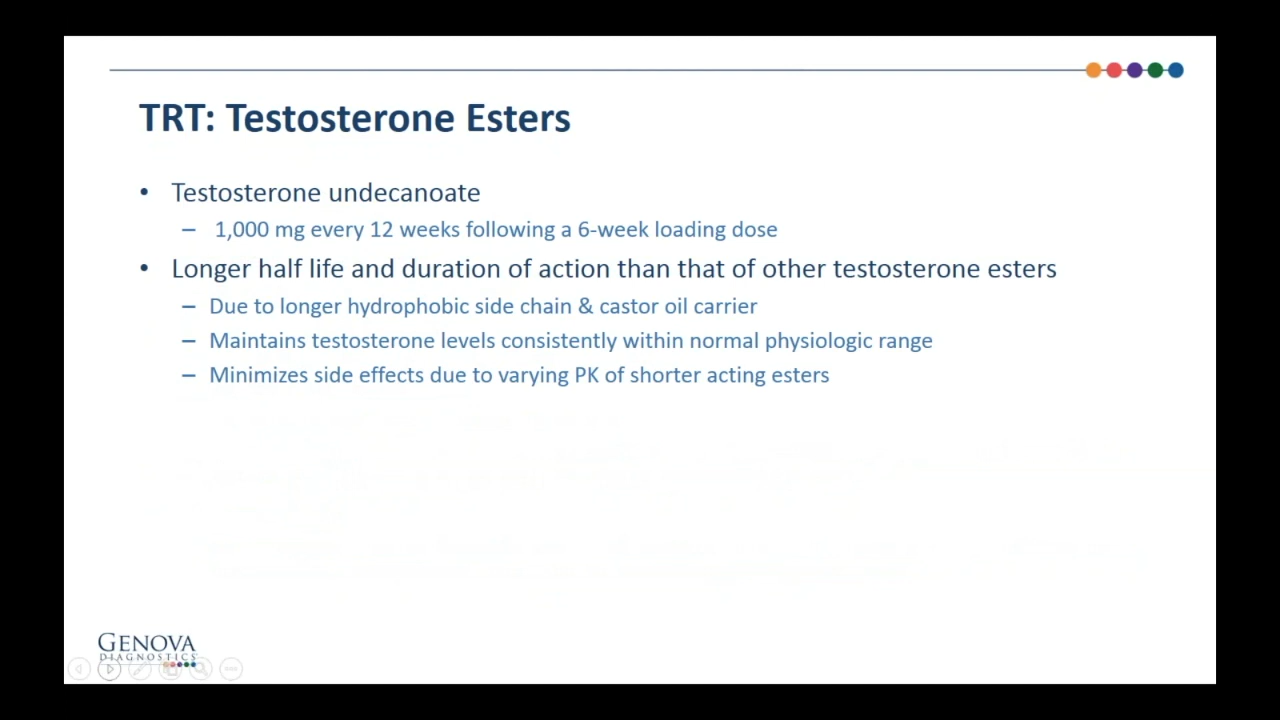 TRT: Testosterone Esters
• Testosterone undecanoate
– 1,000 mg every 12 weeks following a 6-week loading dose
• Longer half life and duration of action than that of other testosterone esters
– Due to longer hydrophobic side chain & castor oil carrier
– Maintains testosterone levels consistently within normal physiologic range
– Minimizes side effects due to varying PK of shorter acting esters
GENOVA
DIAGNOSTICS